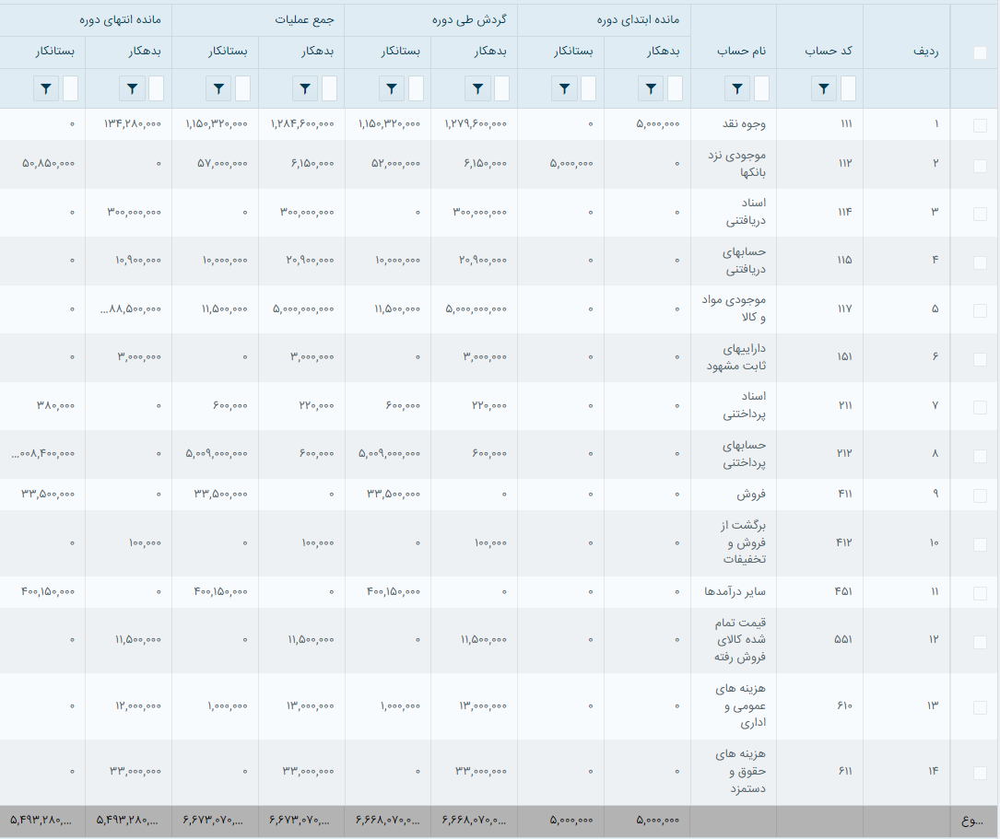 مانده ابتدای دوره گردش طی دوره جمع عملیات مانده انتهای دوره
ردیف کد حساب نام حساب بدهکار بستانکار بدهکار بستانکار بدهکار بستانکار بدهکار بستانکار
۱ ۱۱۱ وجوه نقد ۵,۰۰۰,۰۰۰ ۰ ۱,۲۷۹,۶۰۰,۰۰۰ ۱,۱۵۰,۳۲۰,۰۰۰ ۱,۲۸۴,۶۰۰,۰۰۰ ۱,۱۵۰,۳۲۰,۰۰۰ ۱۳۴,۲۸۰,۰۰۰ ۰
۲ ۱۱۲ موجودی نزد
بانکها ۰ ۵,۰۰۰,۰۰۰ ۶,۱۵۰,۰۰۰ ۵۲,۰۰۰,۰۰۰ ۶,۱۵۰,۰۰۰ ۵۷,۰۰۰,۰۰۰ ۰ ۵۰,۸۵۰,۰۰۰
۳ ۱۱۴ اسناد
دریافتنی ۰ ۰ ۳۰۰,۰۰۰,۰۰۰ ۰ ۳۰۰,۰۰۰,۰۰۰ ۰ ۳۰۰,۰۰۰,۰۰۰ ۰
۴ ۱۱۵ حسابهای
دریافتنی ۰ ۰ ۲۰,۹۰۰,۰۰۰ ۱۰,۰۰۰,۰۰۰ ۲۰,۹۰۰,۰۰۰ ۱۰,۰۰۰,۰۰۰ ۱۰,۹۰۰,۰۰۰ ۰
۵ ۱۱۷ موجودی مواد
و کالا ۰ ۰ ۵,۰۰۰,۰۰۰,۰۰۰ ۱۱,۵۰۰,۰۰۰ ۵,۰۰۰,۰۰۰,۰۰۰ ۱۱,۵۰۰,۰۰۰ ...۸۸,۵۰۰,۰۰۰ ۰
۶ ۱۵۱ داراییهای
ثابت مشهود ۰ ۰ ۳,۰۰۰,۰۰۰ ۰ ۳,۰۰۰,۰۰۰ ۰ ۳,۰۰۰,۰۰۰ ۰
۷ ۲۱۱ اسناد
پرداختنی ۰ ۰ ۲۲۰,۰۰۰ ۶۰۰,۰۰۰ ۲۲۰,۰۰۰ ۶۰۰,۰۰۰ ۰ ۳۸۰,۰۰۰
۸ ۲۱۲ حسابهای
پرداختنی ۰ ۰ ۶۰۰,۰۰۰ ۵,۰۰۹,۰۰۰,۰۰۰ ۶۰۰,۰۰۰ ۵,۰۰۹,۰۰۰,۰۰۰ ۰ ...۰۰۸,۴۰۰,۰۰۰
۹ ۴۱۱ فروش ۰ ۰ ۰ ۳۳,۵۰۰,۰۰۰ ۰ ۳۳,۵۰۰,۰۰۰ ۰ ۳۳,۵۰۰,۰۰۰
۱۰ ۴۱۲ برگشت از
فروش و
تخفیفات ۰ ۰ ۱۰۰,۰۰۰ ۰ ۱۰۰,۰۰۰ ۰ ۱۰۰,۰۰۰ ۰
۱۱ ۴۵۱ سایر درآمدها ۰ ۰ ۰ ۴۰۰,۱۵۰,۰۰۰ ۰ ۴۰۰,۱۵۰,۰۰۰ ۰ ۴۰۰,۱۵۰,۰۰۰
۱۲ ۵۵۱ قیمت تمام
شده کالای
فروش رفته ۰ ۰ ۱۱,۵۰۰,۰۰۰ ۰ ۱۱,۵۰۰,۰۰۰ ۰ ۱۱,۵۰۰,۰۰۰ ۰
۱۳ ۶۱۰ هزینه های
عمومی و
اداری ۰ ۰ ۱۳,۰۰۰,۰۰۰ ۱,۰۰۰,۰۰۰ ۱۳,۰۰۰,۰۰۰ ۱,۰۰۰,۰۰۰ ۱۲,۰۰۰,۰۰۰ ۰
۱۴ ۶۱۱ هزینه های
حقوق و
دستمزد ۰ ۰ ۳۳,۰۰۰,۰۰۰ ۰ ۳۳,۰۰۰,۰۰۰ ۰ ۳۳,۰۰۰,۰۰۰ ۰
...وع ۵,۰۰۰,۰۰۰ ۵,۰۰۰,۰۰۰ ۶,۶۶۸,۰۷۰,۰... ۶,۶۶۸,۰۷۰,۰... ۶,۶۷۳,۰۷۰,... ۶,۶۷۳,۰۷۰,... ۵,۴۹۳,۲۸۰,... ۵,۴۹۳,۲۸۰,...